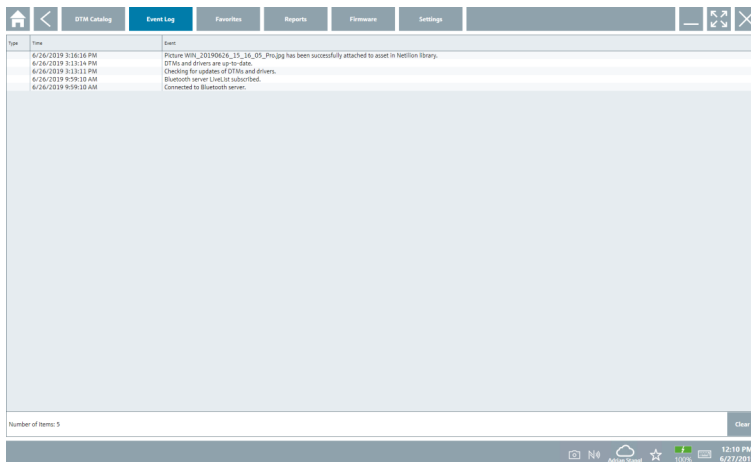 DTM Catalog Event Log Favorites Reports Firmware Settings
Type Time Event
6/26/2019 3:16:16 PM Picture WIN_20190626_15_16_05_Pro.jpg has been successfully attached to asset in Netilion library.
6/26/2019 3:13:14 PM DTMs and drivers are up-to-date.
6/26/2019 3:13:11 PM Checking for updates of DTMs and drivers.
6/26/2019 9:59:10 AM Bluetooth server LiveList subscribed.
6/26/2019 9:59:10 AM Connected to Bluetooth server.
Number of items: 5
Clear
12:10 PM
100% 6/27/201